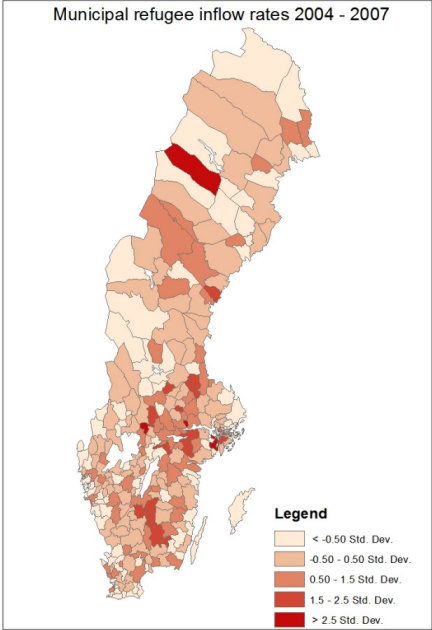 Municipal refugee inflow rates 2004 - 2007
Legend
< -0.50 Std. Dev.
-0.50 - 0.50 Std. Dev.
0.50 - 1.5 Std. Dev.
1.5 - 2.5 Std. Dev.
> 2.5 Std. Dev.